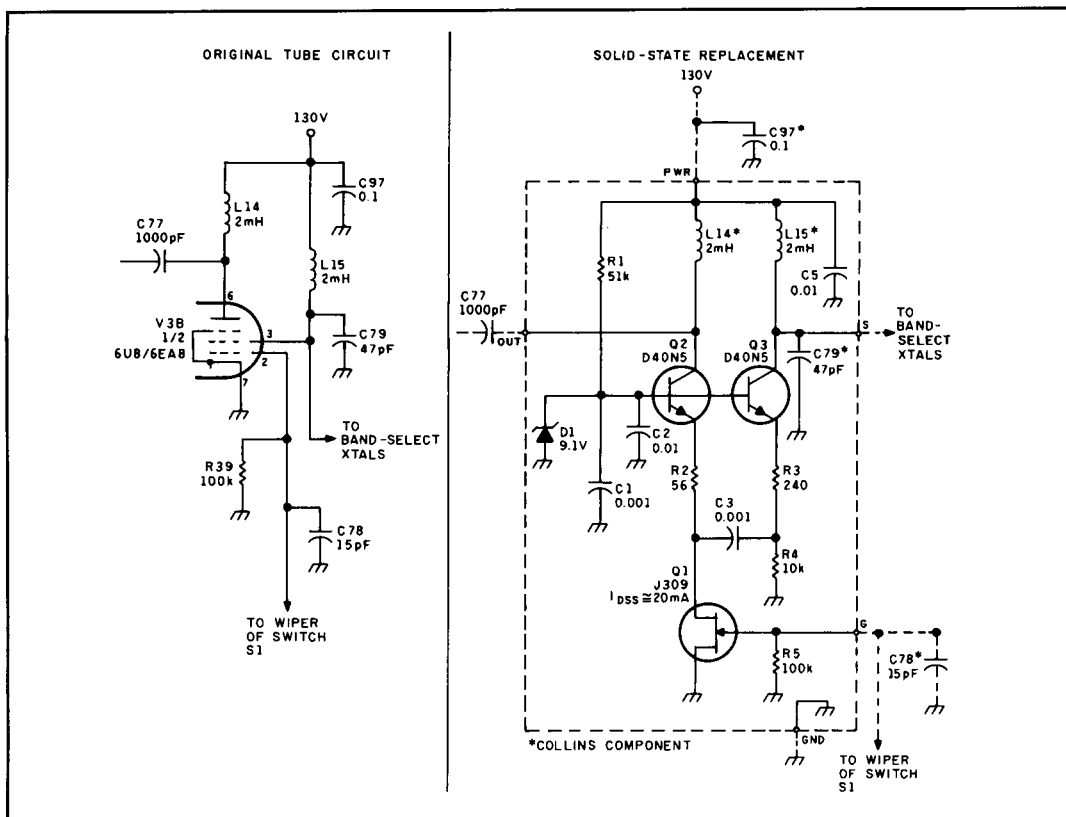 ORIGINAL TUBE CIRCUIT
130V
C97
0.1
L14
2mH
C77
1000pF
L15
2mH
6
V3B
1/2
6U8/6EA8
3
2
7
C79
47pF
TO
BAND-SELECT
XTALS
R39
100k
C78
15pF
TO WIPER
OF SWITCH
S1
SOLID-STATE REPLACEMENT
130V
C97*
0.1
PWR
L14*
2mH
L15*
2mH
R1
51k
C5
0.01
C77
1000pF
OUT
TO
BAND-
SELECT
XTALS
S
Q2
D40N5
Q3
D40N5
C79*
47pF
D1
9.1V
C2
0.01
R2
56
R3
240
C1
0.001
C3
0.001
R4
10k
Q1
J309
IDSS≅20mA
G
R5
100k
C78*
15pF
GND
*COLLINS COMPONENT
TO WIPER
OF SWITCH
S1